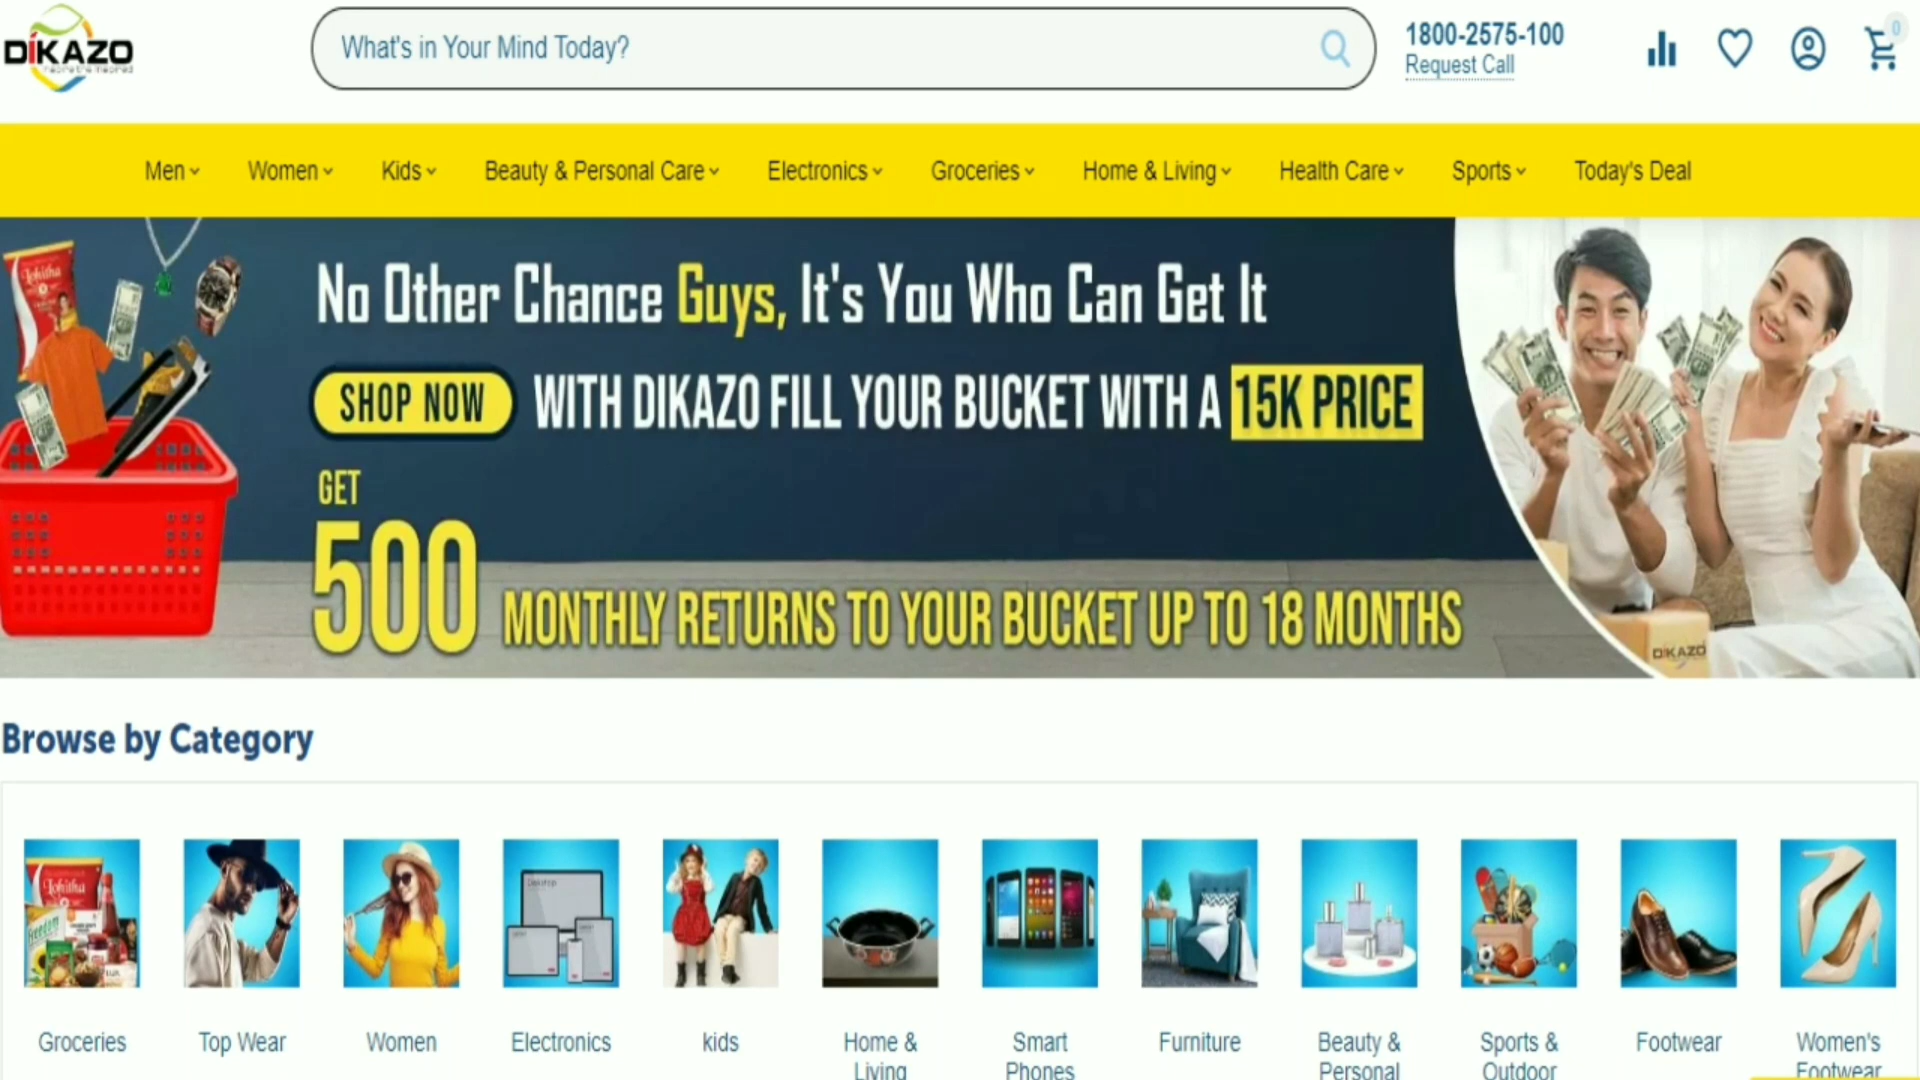 DIKAZO
What's in Your Mind Today?
1800-2575-100
Request Call
0
Men Women Kids Beauty & Personal Care Electronics Groceries Home & Living Health Care Sports Today's Deal
No Other Chance Guys, It's You Who Can Get It
SHOP NOW WITH DIKAZO FILL YOUR BUCKET WITH A 15K PRICE
GET
500 MONTHLY RETURNS TO YOUR BUCKET UP TO 18 MONTHS
Lohitha
DIKAZO
Browse by Category
Lohitha
Freedom
Desktop
Groceries
Top Wear
Women
Electronics
kids
Home &
Living
Smart
Phones
Furniture
Beauty &
Personal
Sports &
Outdoor
Footwear
Women's
Footwear